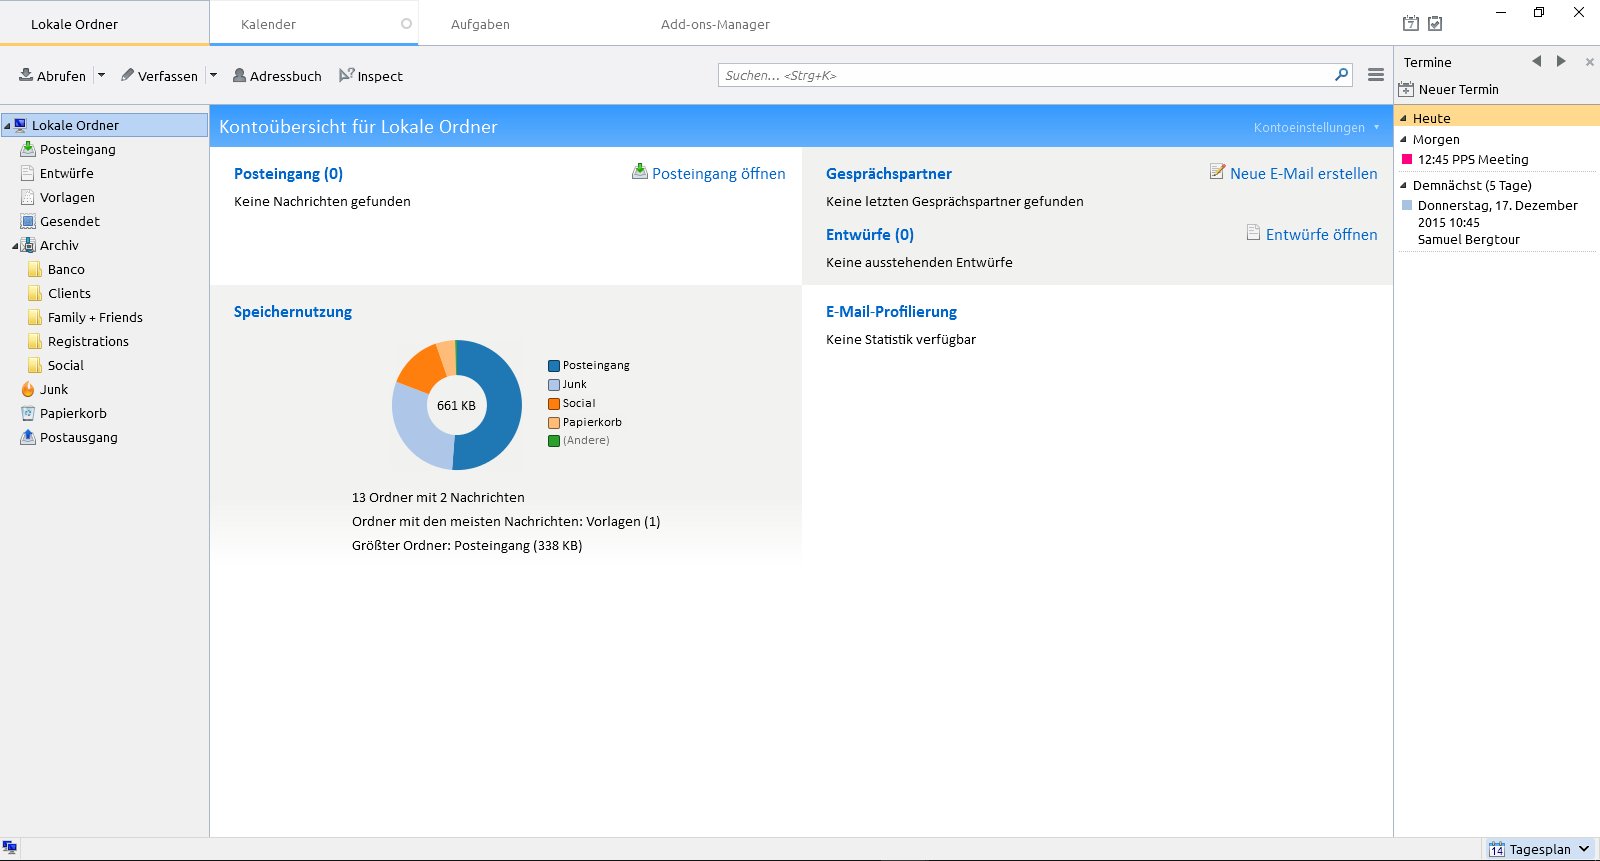 Lokale Ordner
Kalender
Aufgaben
Add-ons-Manager
7
Abrufen
Verfassen
Adressbuch
Inspect
Suchen... <Strg+K>
Termine
Neuer Termin
Lokale Ordner
Posteingang
Entwürfe
Vorlagen
Gesendet
Archiv
Banco
Clients
Family + Friends
Registrations
Social
Junk
Papierkorb
Postausgang
Kontoübersicht für Lokale Ordner
Kontoeinstellungen
Posteingang (0)
Posteingang öffnen
Keine Nachrichten gefunden
Gesprächspartner
Neue E-Mail erstellen
Keine letzten Gesprächspartner gefunden
Entwürfe (0)
Entwürfe öffnen
Keine ausstehenden Entwürfe
Speichernutzung
661 KB
Posteingang
Junk
Social
Papierkorb
(Andere)
13 Ordner mit 2 Nachrichten
Ordner mit den meisten Nachrichten: Vorlagen (1)
Größter Ordner: Posteingang (338 KB)
E-Mail-Profilierung
Keine Statistik verfügbar
Heute
Morgen
12:45 PPS Meeting
Demnächst (5 Tage)
Donnerstag, 17. Dezember
2015 10:45
Samuel Bergtour
14
Tagesplan